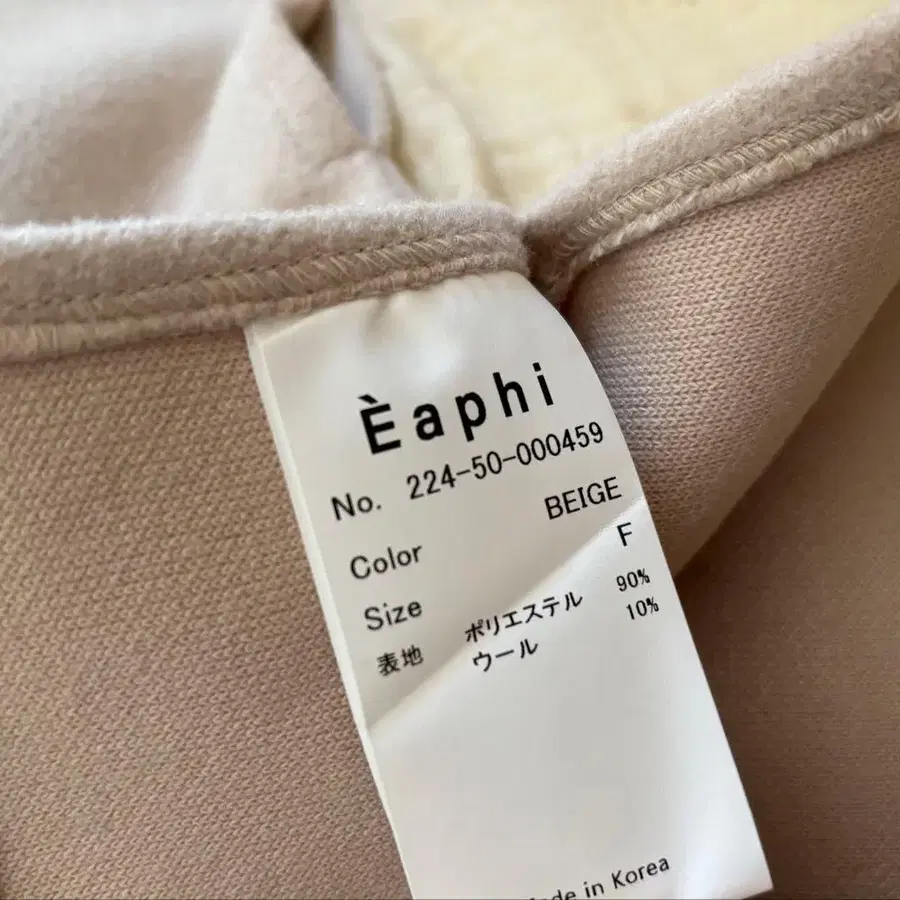 Èaphi
No. 224-50-000459
Color BEIGE
Size F
表地 ポリエステル 90%
ウール 10%
in Korea